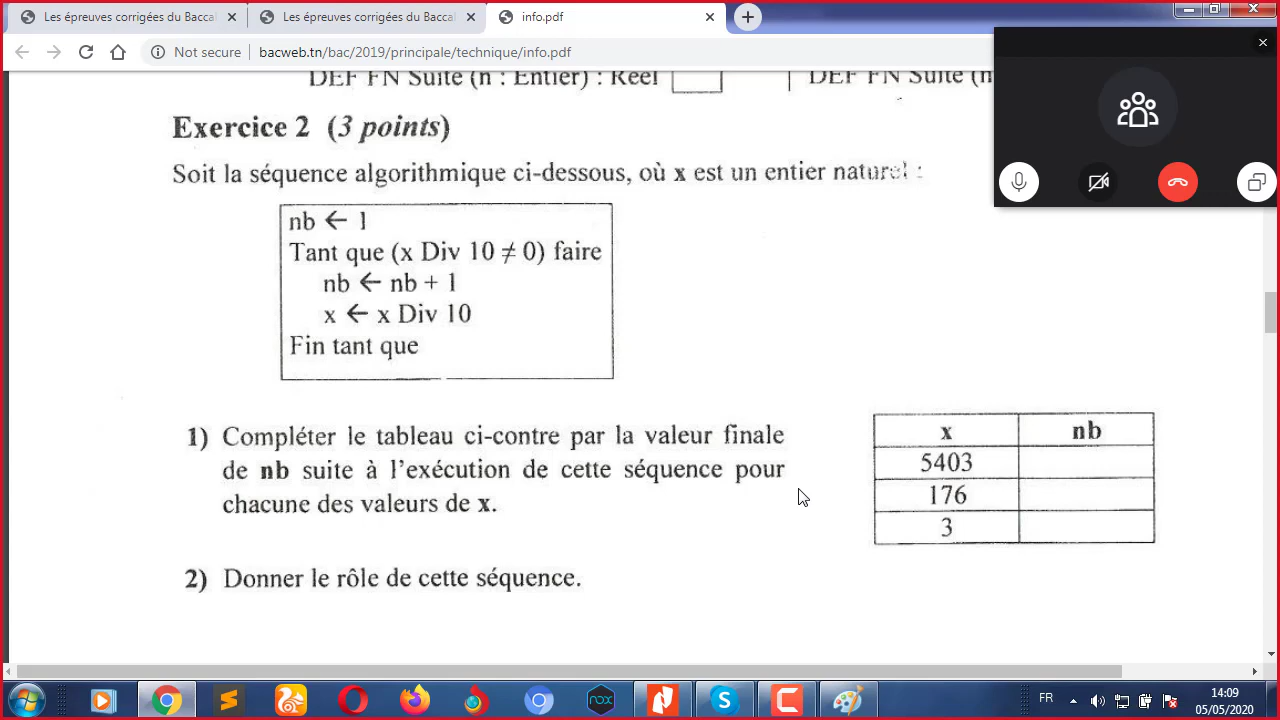 Les épreuves corrigées du Baccal
Les épreuves corrigées du Baccal
info.pdf
Not secure
bacweb.tn/bac/2019/principale/technique/info.pdf
DEF FN Suite (n : Entier) : Réel
DEF FN Suite (n
Exercice 2 (3 points)
Soit la séquence algorithmique ci-dessous, où x est un entier naturel :
nb ← 1
Tant que (x Div 10 ≠ 0) faire
nb ← nb + 1
x ← x Div 10
Fin tant que
1) Compléter le tableau ci-contre par la valeur finale
de nb suite à l'exécution de cette séquence pour
chacune des valeurs de x.
x nb
5403
176
3
2) Donner le rôle de cette séquence.
nox
FR
14:09
05/05/2020